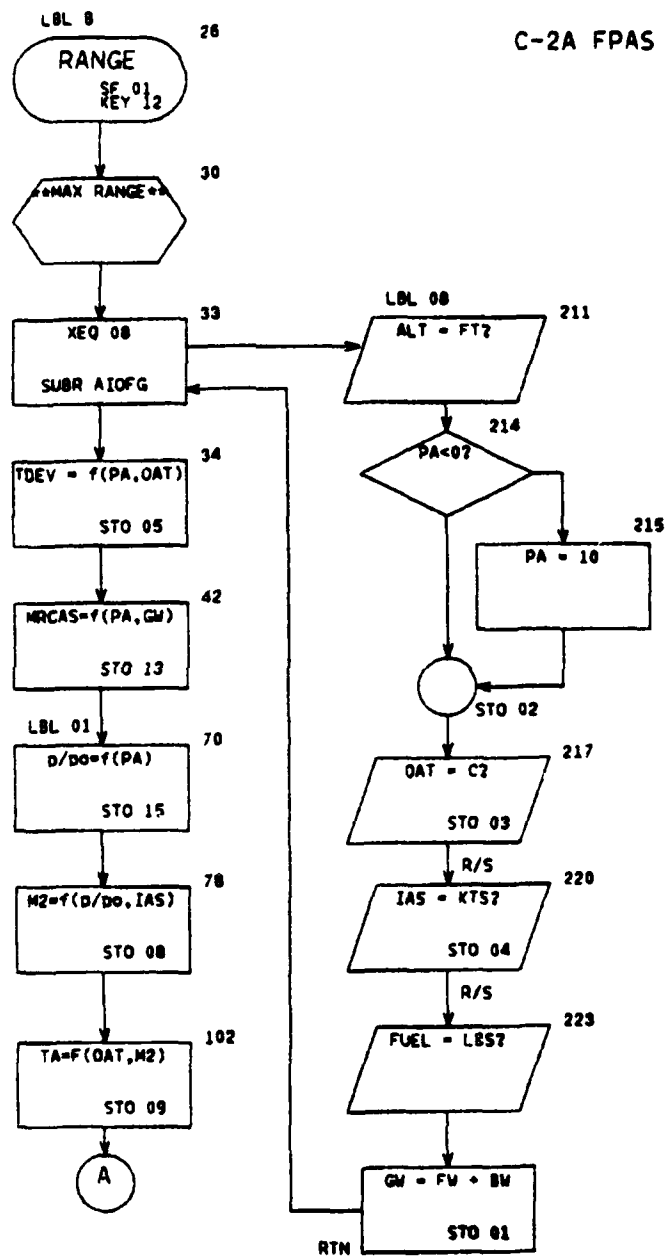 LBL B
26
C-2A FPAS
RANGE
SF 01
KEY 12
30
**MAX RANGE**
33
XEQ 08
SUBR AIOFG
34
TDEV = f(PA,OAT)
STO 05
42
MRCAS=f(PA,GW)
STO 13
LBL 01
70
p/po=f(PA)
STO 15
78
M2=f(p/po,IAS)
STO 08
102
TA=F(OAT,M2)
STO 09
A
LBL 08
211
ALT = FT?
214
PA<0?
215
PA = 10
STO 02
217
OAT = C?
STO 03
R/S
220
IAS = KTS?
STO 04
R/S
223
FUEL = LBS?
GW = FW + BW
STO 01
RTN